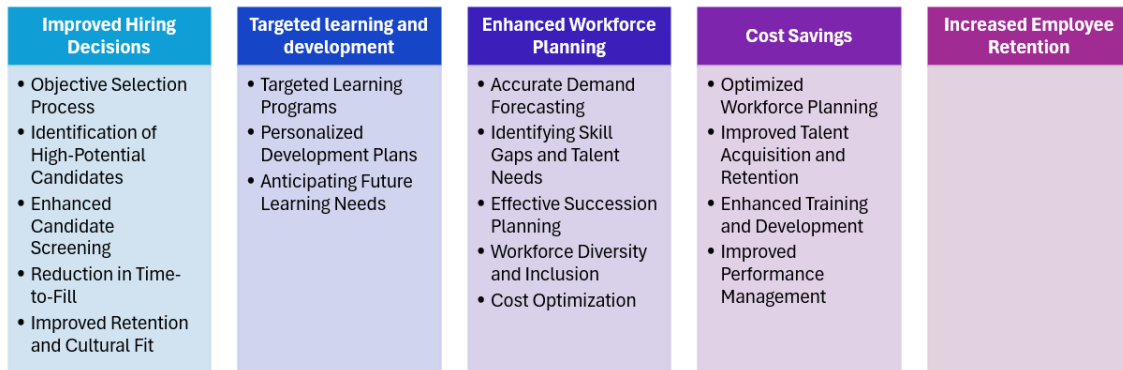 Improved Hiring
Decisions
• Objective Selection
Process
• Identification of
High-Potential
Candidates
• Enhanced
Candidate
Screening
• Reduction in Time-
to-Fill
• Improved Retention
and Cultural Fit
Targeted learning and
development
• Targeted Learning
Programs
• Personalized
Development Plans
• Anticipating Future
Learning Needs
Enhanced Workforce
Planning
• Accurate Demand
Forecasting
• Identifying Skill
Gaps and Talent
Needs
• Effective Succession
Planning
• Workforce Diversity
and Inclusion
• Cost Optimization
Cost Savings
• Optimized
Workforce Planning
• Improved Talent
Acquisition and
Retention
• Enhanced Training
and Development
• Improved
Performance
Management
Increased Employee
Retention